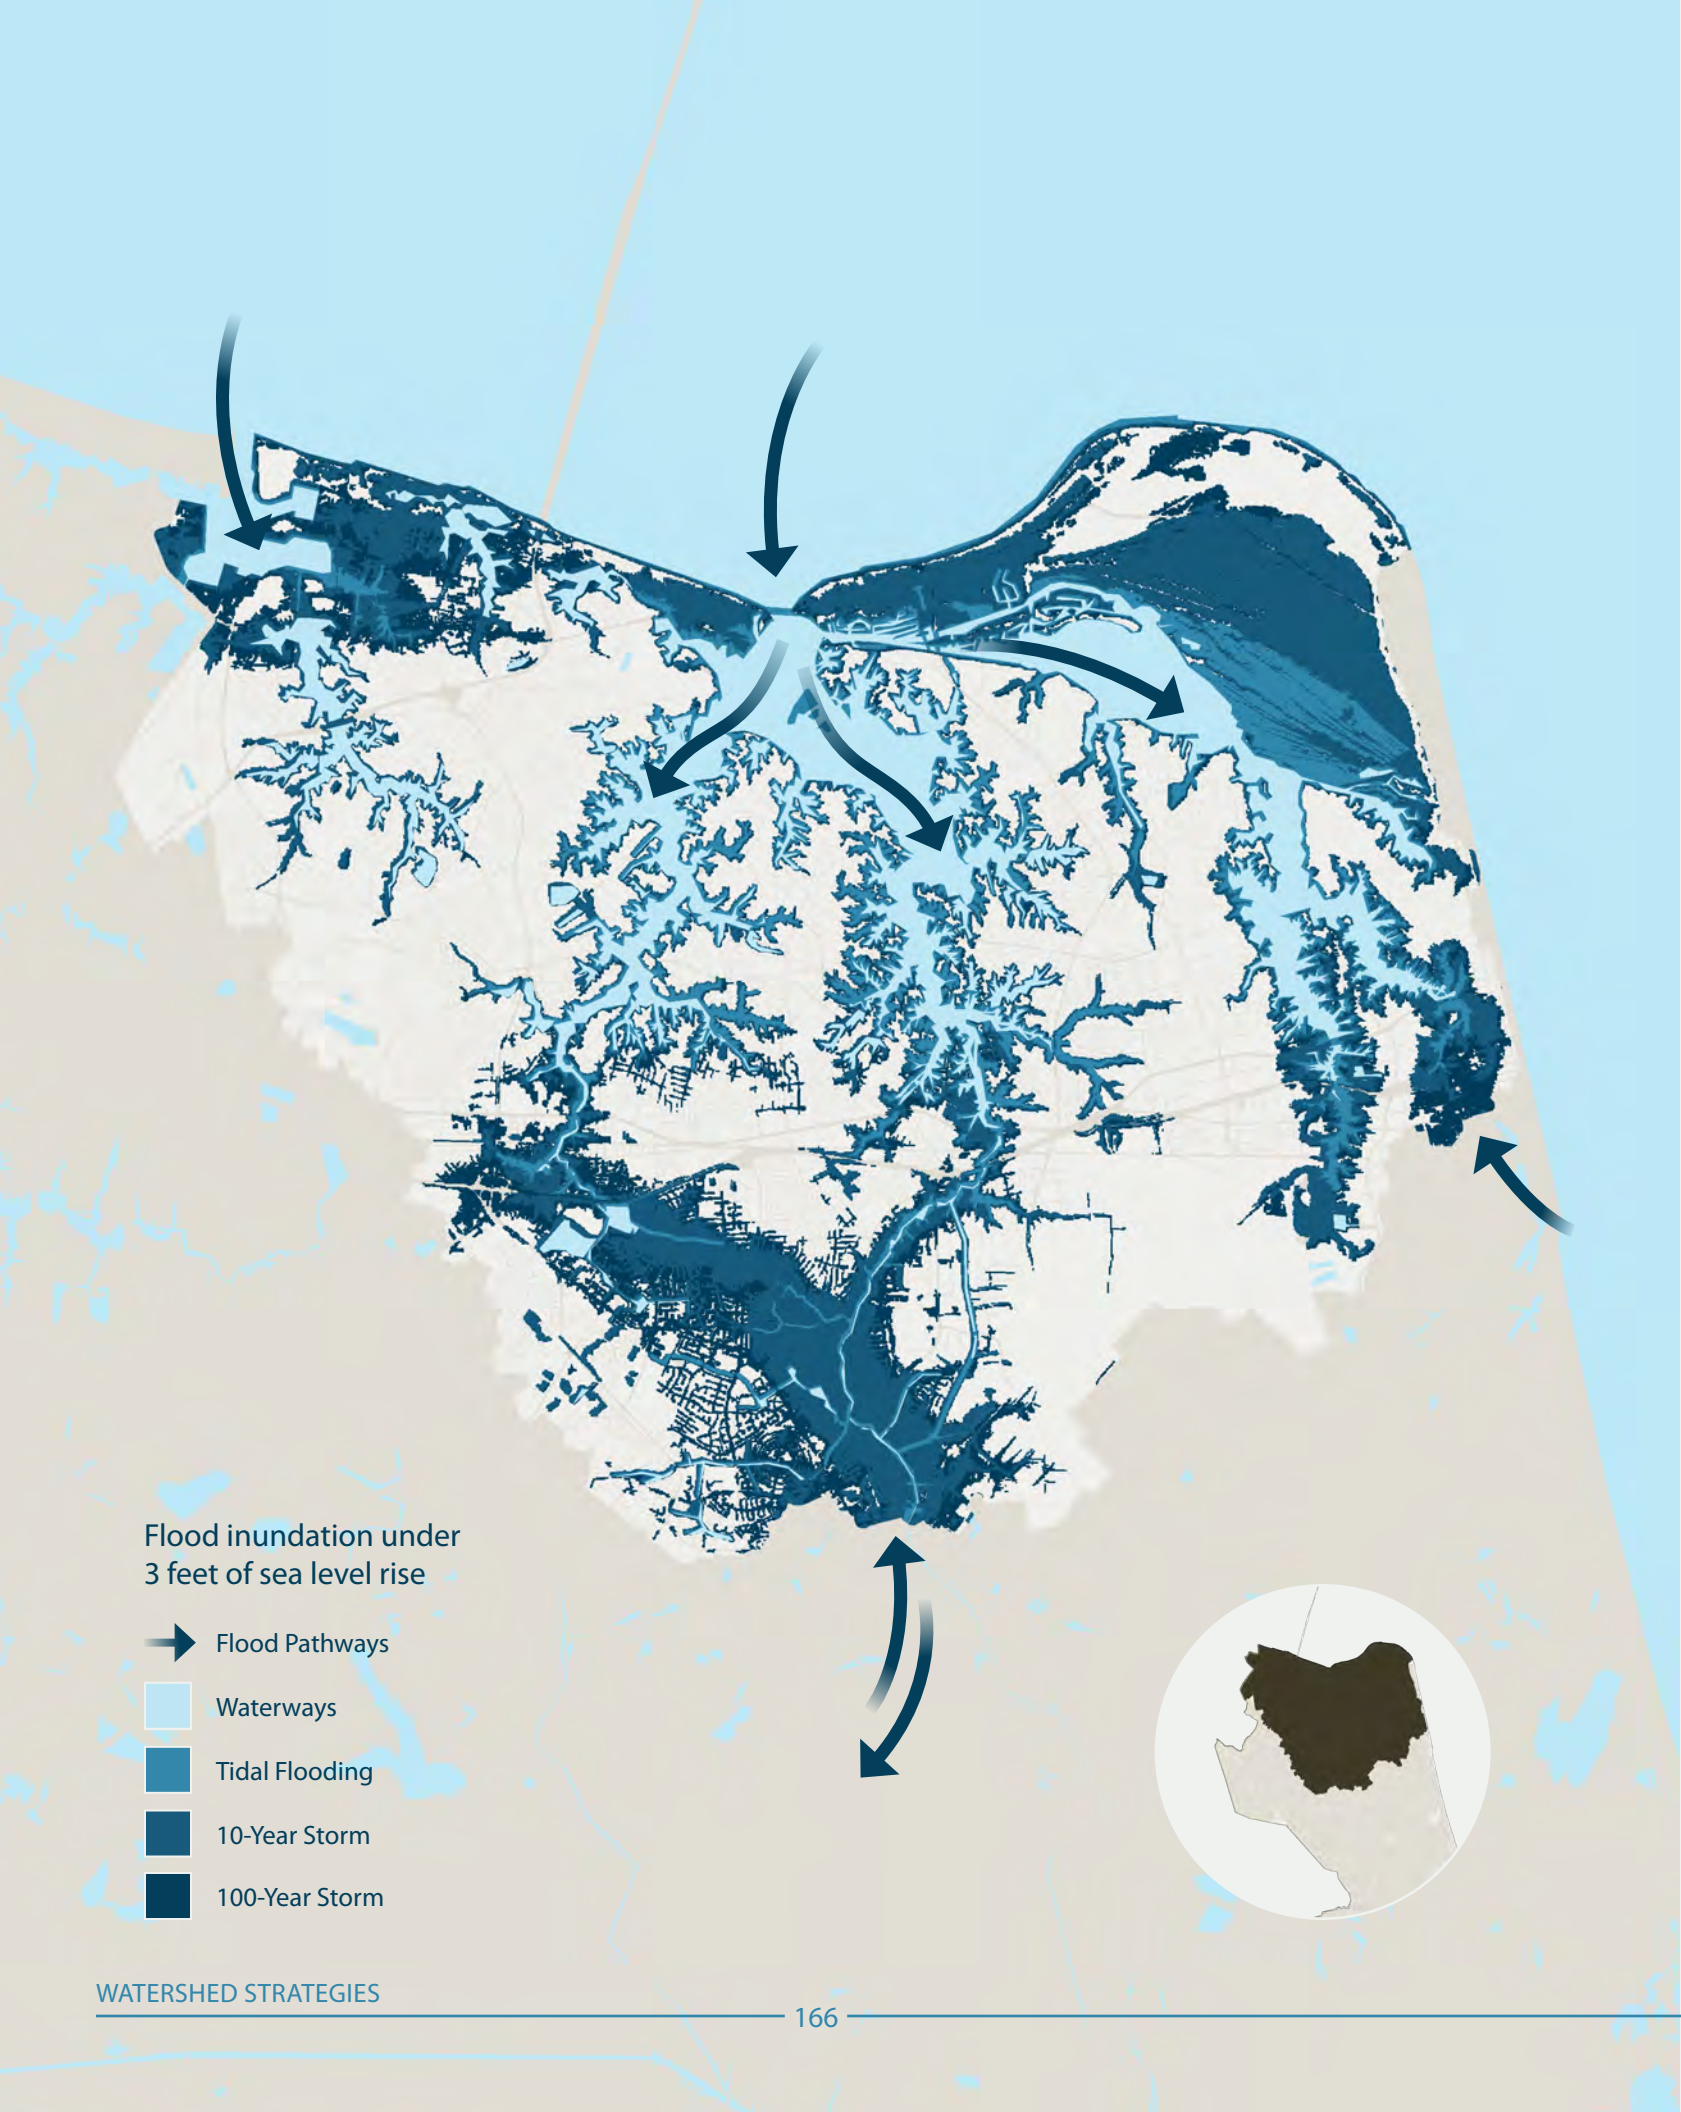 Flood inundation under
3 feet of sea level rise
Flood Pathways
Waterways
Tidal Flooding
10-Year Storm
100-Year Storm
WATERSHED STRATEGIES
166